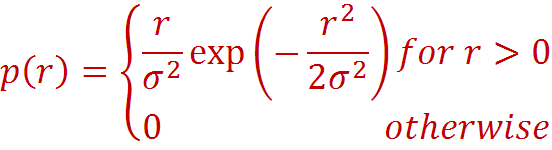 p(r) = { r/σ² exp(− r²/2σ²) for r > 0
0 otherwise